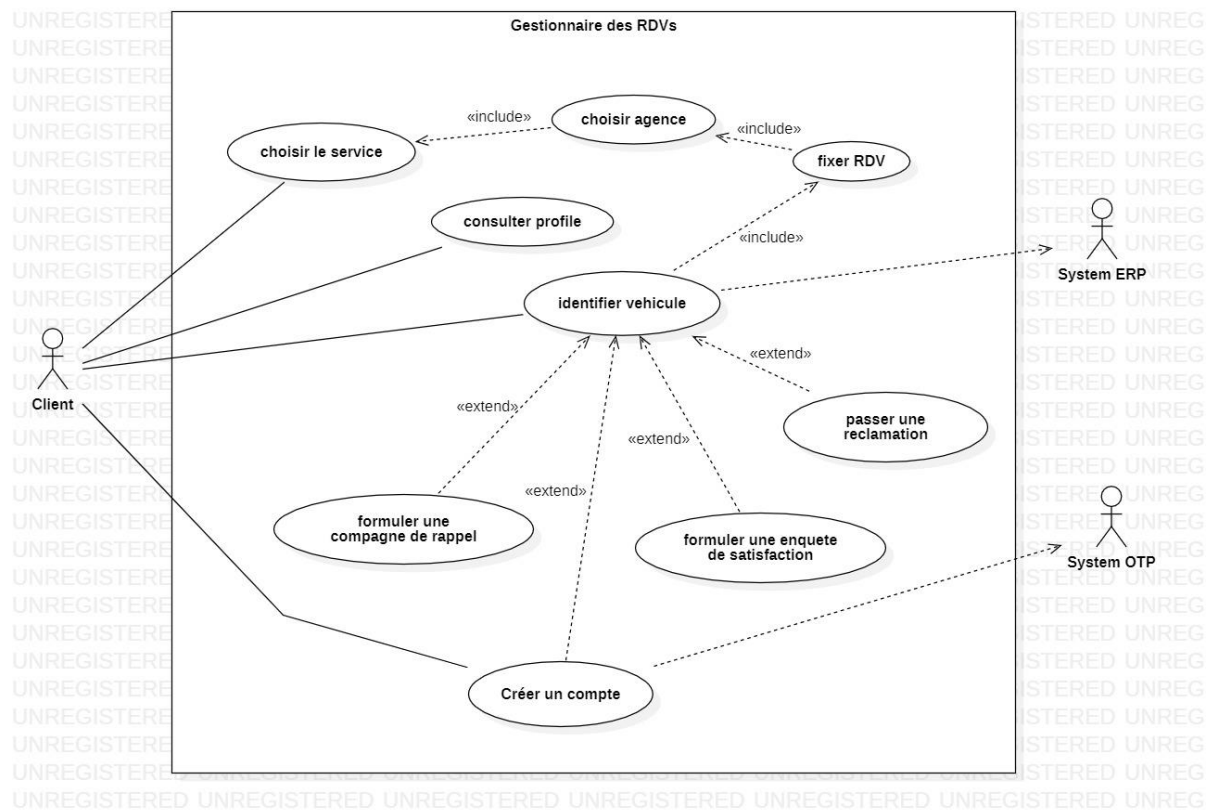 Gestionnaire des RDVs
choisir agence
«include»
«include»
choisir le service
fixer RDV
consulter profile
«include»
System ERP
identifier vehicule
«extend»
Client
«extend»
passer une
reclamation
«extend»
«extend»
formuler une
compagne de rappel
formuler une enquete
de satisfaction
System OTP
Créer un compte
UNREGISTERED UNREGISTERED UNREGISTERED UNREGISTERED UNREGISTERED UNREGISTERED UNREG